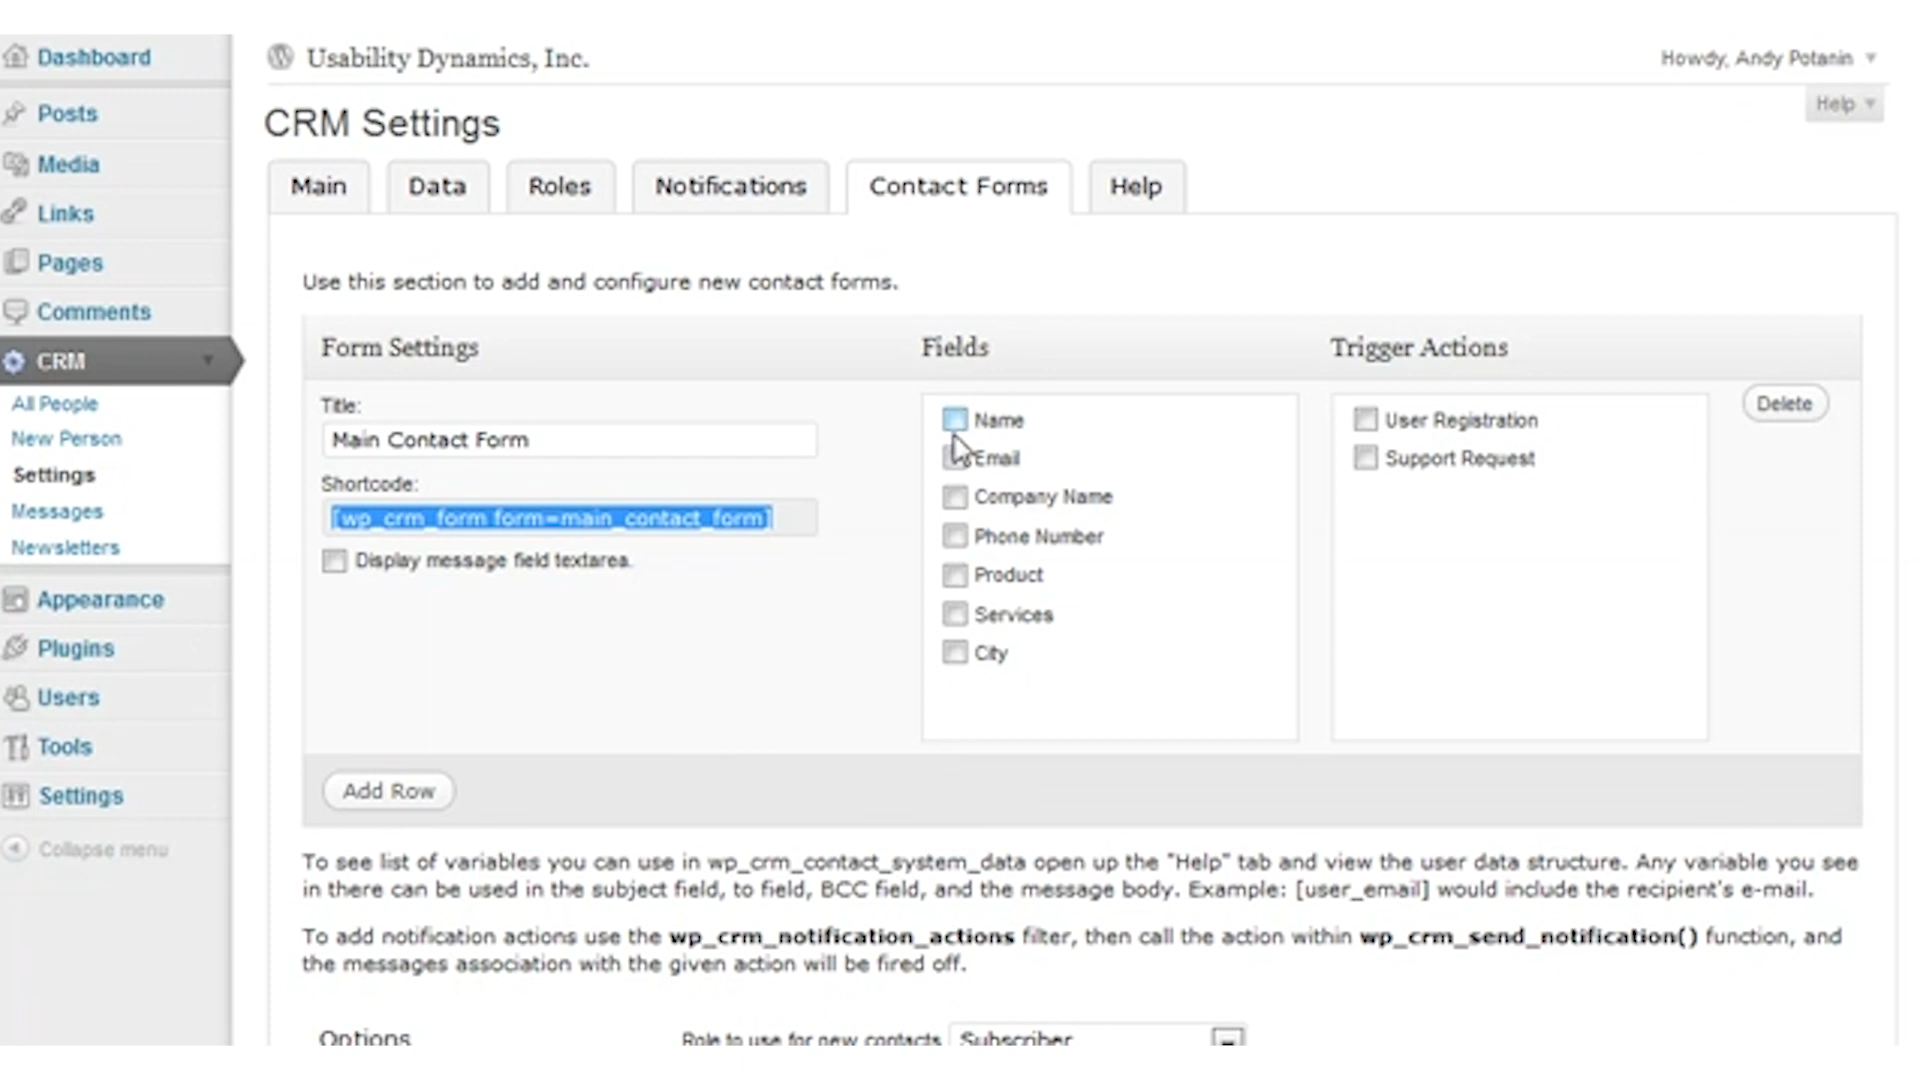 Dashboard
Posts
Media
Links
Pages
Comments
CRM
All People
New Person
Settings
Messages
Newsletters
Appearance
Plugins
Users
Tools
Settings
Collapse menu
Usability Dynamics, Inc.
Howdy, Andy Potanin
Help
CRM Settings
Main
Data
Roles
Notifications
Contact Forms
Help
Use this section to add and configure new contact forms.
Form Settings
Fields
Trigger Actions
Title:
Main Contact Form
Shortcode:
[wp_crm_form form=main_contact_form]
Display message field textarea.
Name
Email
Company Name
Phone Number
Product
Services
City
User Registration
Support Request
Delete
Add Row
To see list of variables you can use in wp_crm_contact_system_data open up the "Help" tab and view the user data structure. Any variable you see
in there can be used in the subject field, to field, BCC field, and the message body. Example: [user_email] would include the recipient's e-mail.
To add notification actions use the wp_crm_notification_actions filter, then call the action within wp_crm_send_notification() function, and
the messages association with the given action will be fired off.
Options
Role to use for new contacts
Subscriber